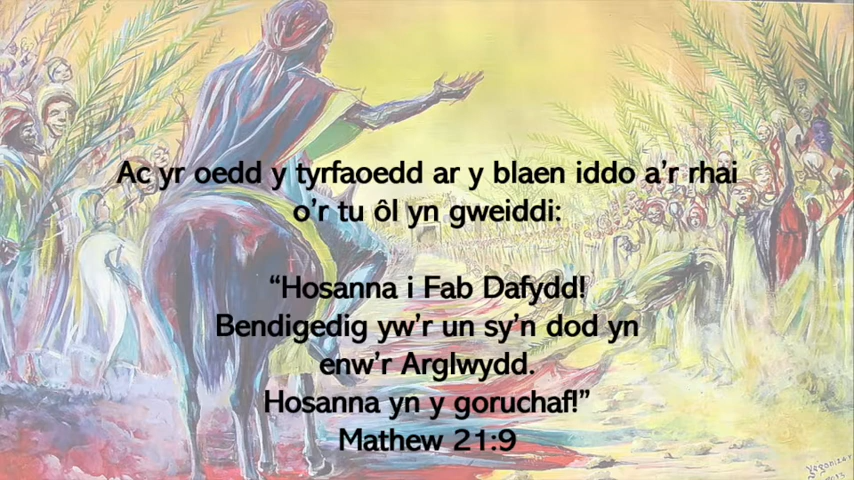 Ac yr oedd y tyrfaoedd ar y blaen iddo a’r rhai
o’r tu ôl yn gweiddi:
“Hosanna i Fab Dafydd!
Bendigedig yw’r un sy’n dod yn
enw’r Arglwydd.
Hosanna yn y goruchaf!”
Mathew 21:9